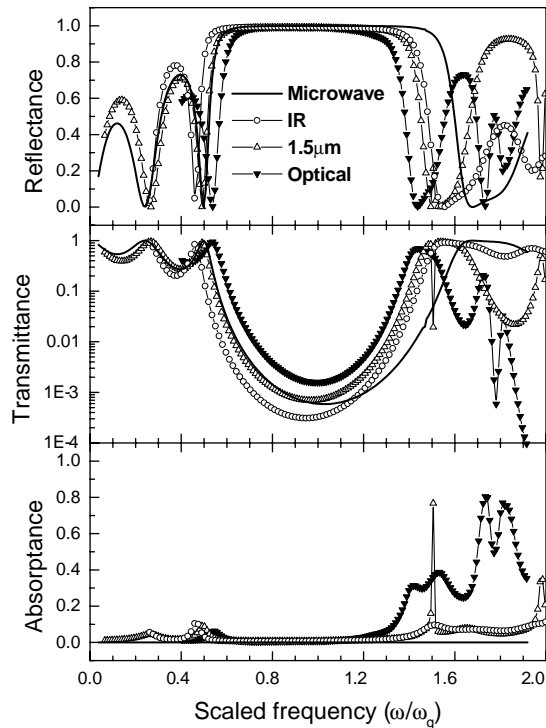 1.0
0.8
0.6
0.4
0.2
0.0
Reflectance
Microwave
IR
1.5μm
Optical
1
0.1
0.01
1E-3
1E-4
Transmittance
1.0
0.8
0.6
0.4
0.2
0.0
Absorptance
0.0 0.4 0.8 1.2 1.6 2.0
Scaled frequency (ω/ω₉)